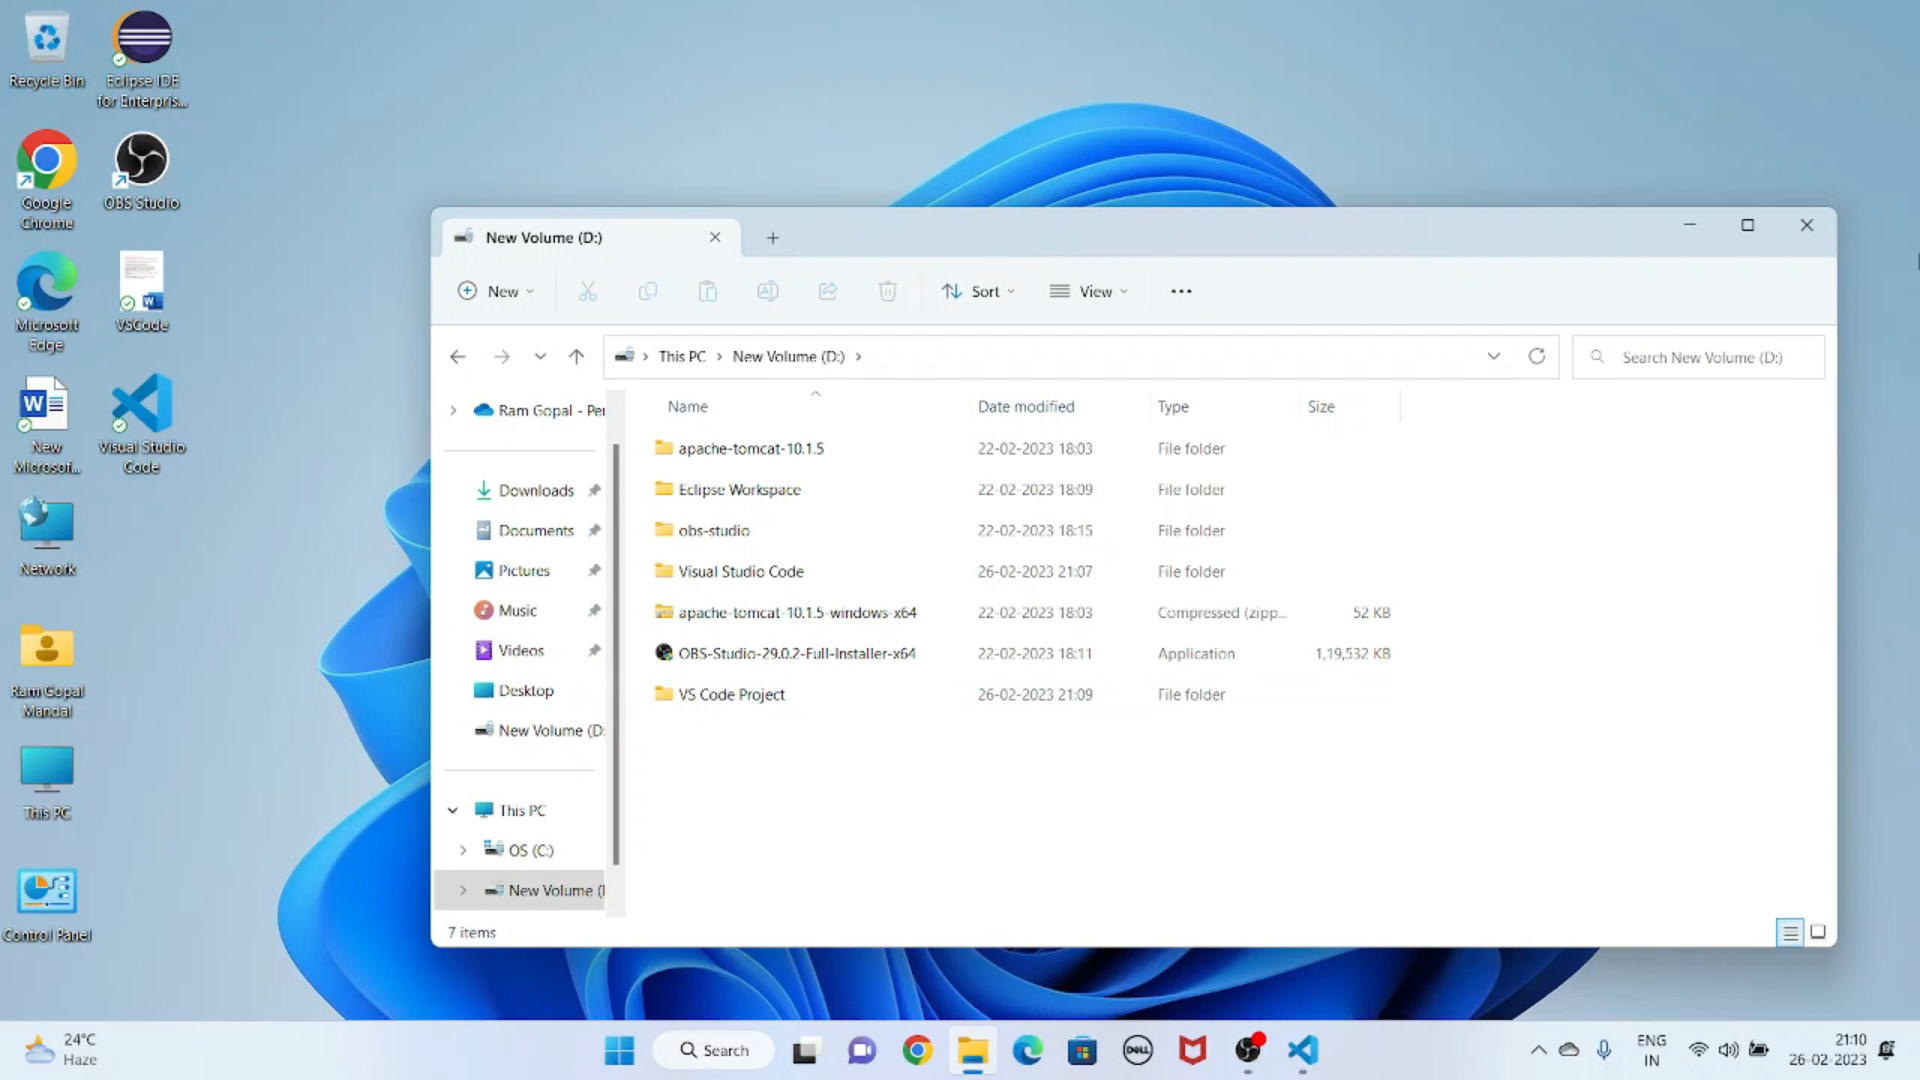 Recycle Bin
Eclipse IDE
for Enterpris...
Google
Chrome
OBS Studio
Microsoft
Edge
VSCode
New
Microsof...
Visual Studio
Code
Network
Ram Gopal
Mandal
This PC
Control Panel
New Volume (D:)
New
Sort
View
This PC
New Volume (D:)
Search New Volume (D:)
Ram Gopal - Per
Downloads
Documents
Pictures
Music
Videos
Desktop
New Volume (D:
This PC
OS (C:)
New Volume (
Name Date modified Type Size
apache-tomcat-10.1.5 22-02-2023 18:03 File folder
Eclipse Workspace 22-02-2023 18:09 File folder
obs-studio 22-02-2023 18:15 File folder
Visual Studio Code 26-02-2023 21:07 File folder
apache-tomcat-10.1.5-windows-x64 22-02-2023 18:03 Compressed (zipp... 52 KB
OBS-Studio-29.0.2-Full-Installer-x64 22-02-2023 18:11 Application 1,19,532 KB
VS Code Project 26-02-2023 21:09 File folder
7 items
24°C
Haze
Search
DELL
ENG
IN
21:10
26-02-2023